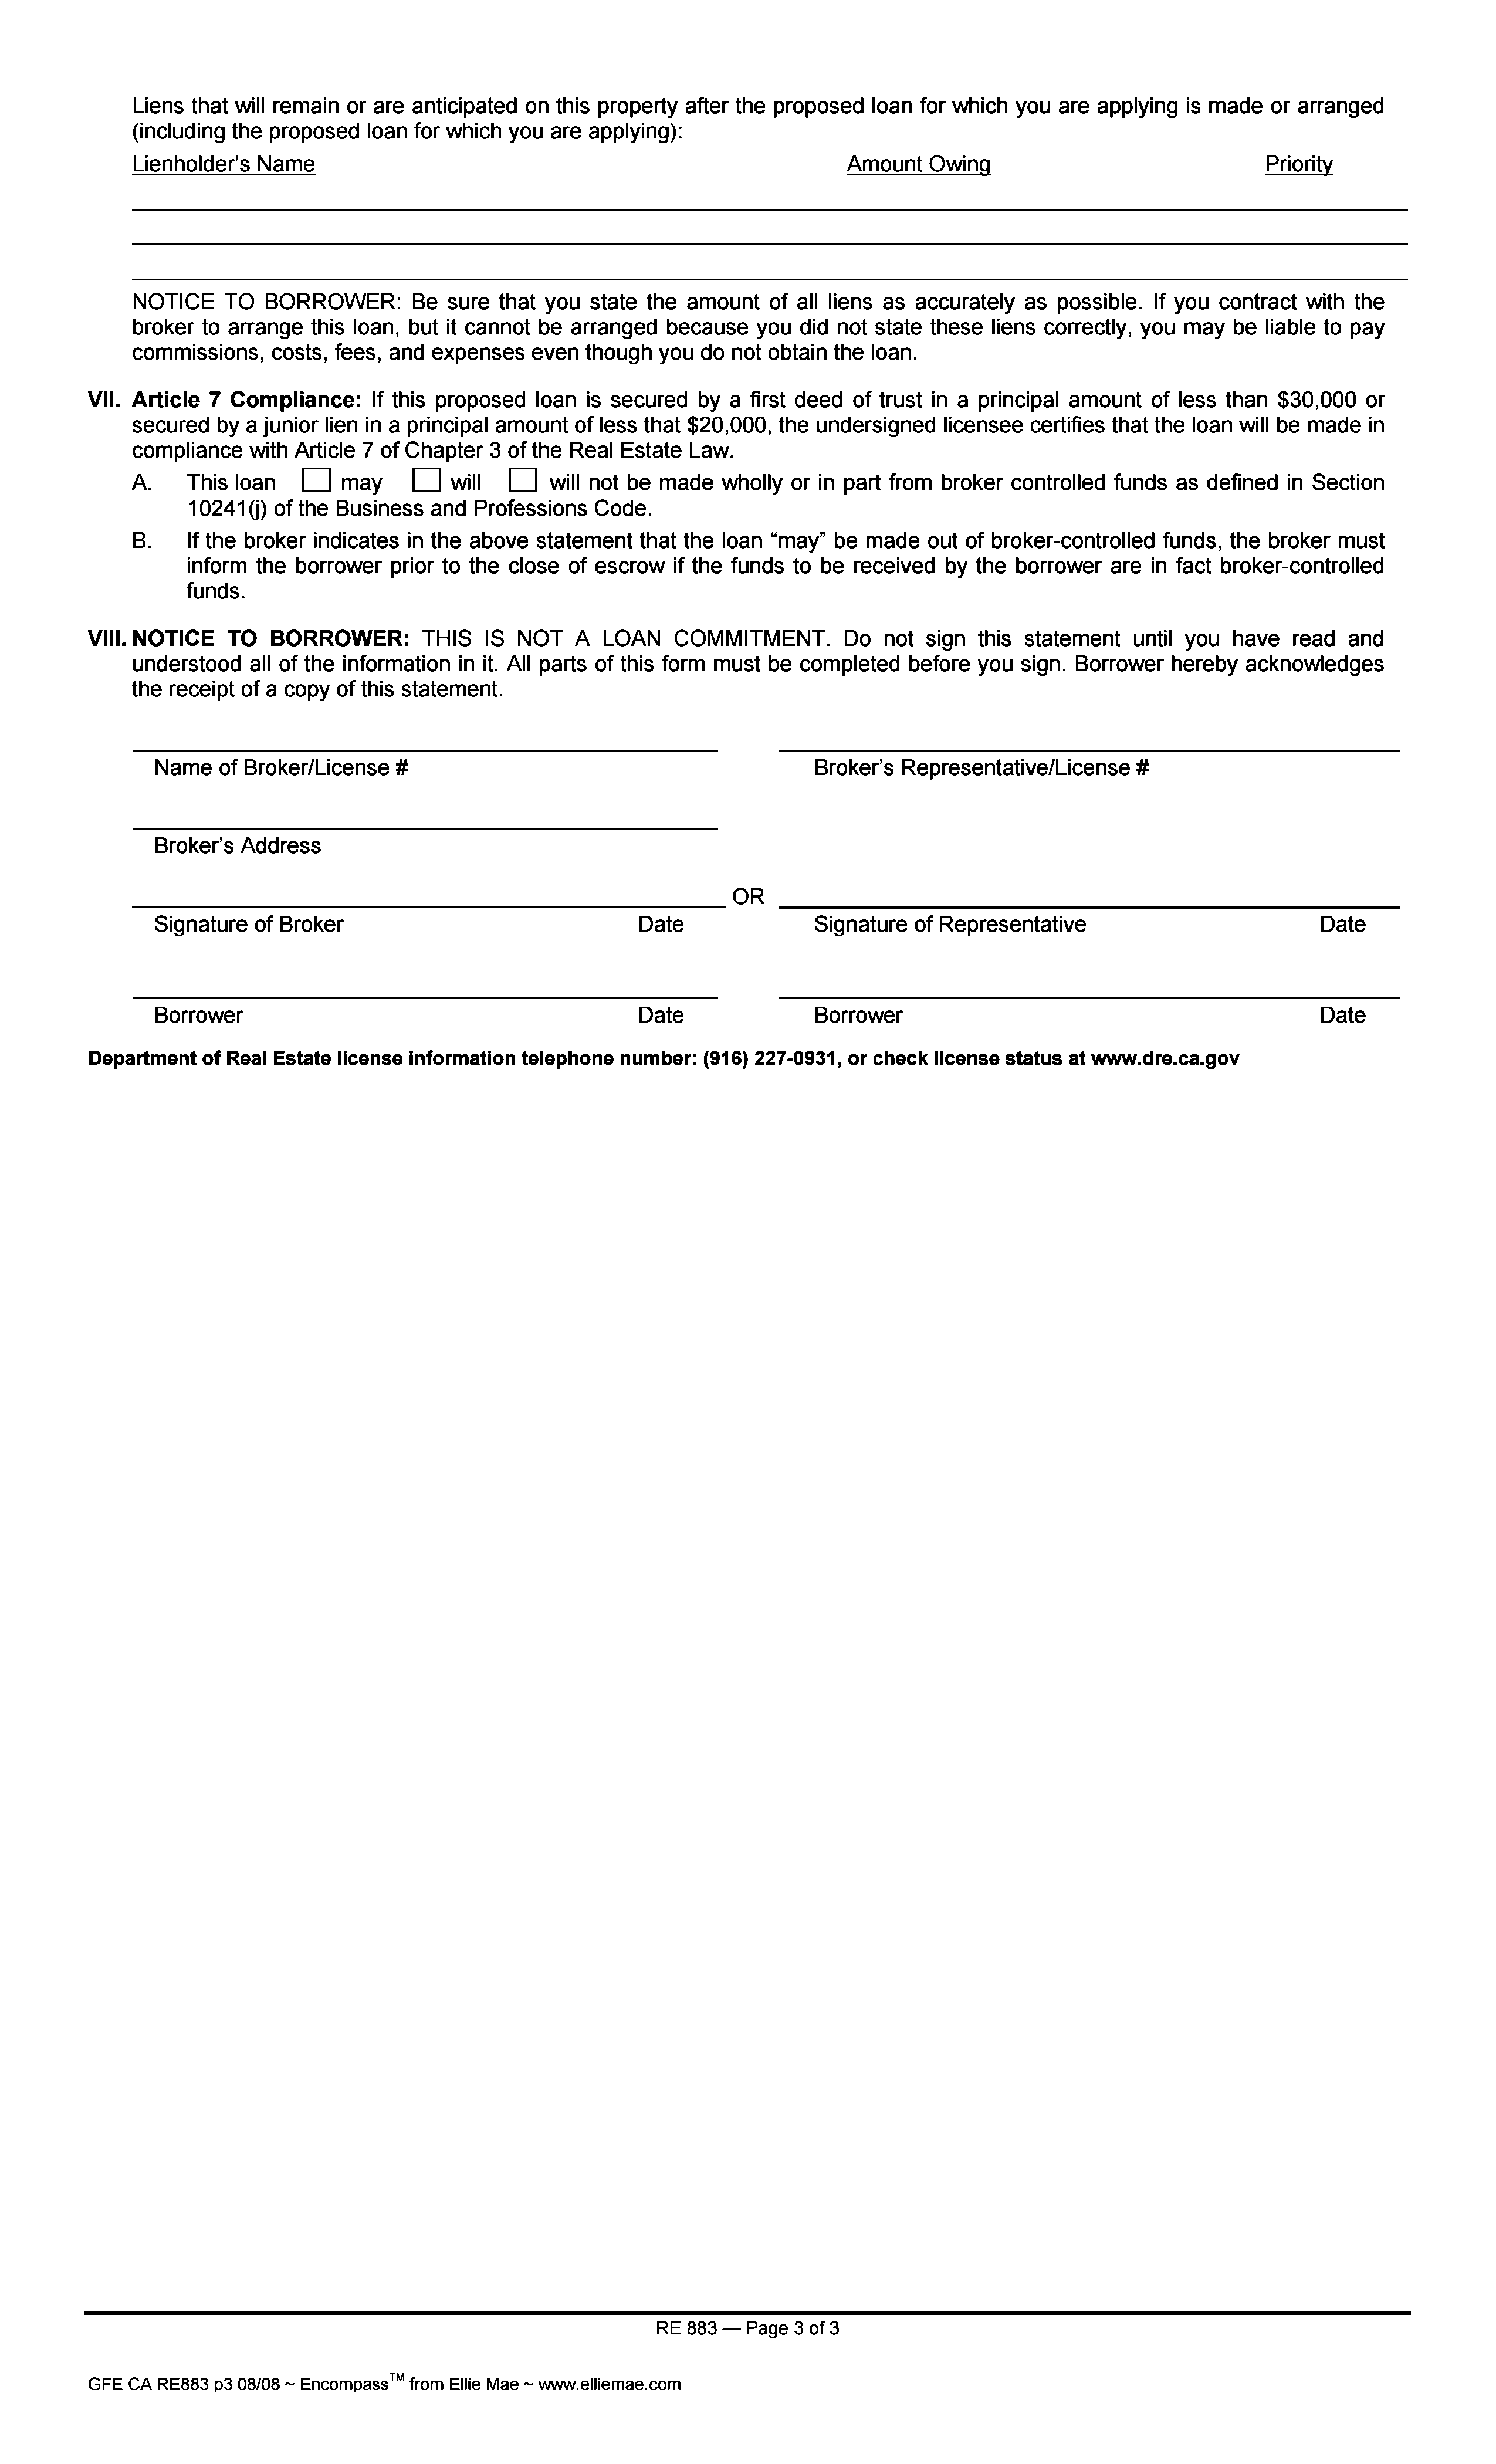 Liens that will remain or are anticipated on this property after the proposed loan for which you are applying is made or arranged
(including the proposed loan for which you are applying):
Lienholder’s Name Amount Owing Priority
NOTICE TO BORROWER: Be sure that you state the amount of all liens as accurately as possible. If you contract with the
broker to arrange this loan, but it cannot be arranged because you did not state these liens correctly, you may be liable to pay
commissions, costs, fees, and expenses even though you do not obtain the loan.
VII. Article 7 Compliance: If this proposed loan is secured by a first deed of trust in a principal amount of less than $30,000 or
secured by a junior lien in a principal amount of less that $20,000, the undersigned licensee certifies that the loan will be made in
compliance with Article 7 of Chapter 3 of the Real Estate Law.
A. This loan may will will not be made wholly or in part from broker controlled funds as defined in Section
10241(j) of the Business and Professions Code.
B. If the broker indicates in the above statement that the loan “may” be made out of broker-controlled funds, the broker must
inform the borrower prior to the close of escrow if the funds to be received by the borrower are in fact broker-controlled
funds.
VIII. NOTICE TO BORROWER: THIS IS NOT A LOAN COMMITMENT. Do not sign this statement until you have read and
understood all of the information in it. All parts of this form must be completed before you sign. Borrower hereby acknowledges
the receipt of a copy of this statement.
Name of Broker/License # Broker’s Representative/License #
Broker’s Address
OR
Signature of Broker Date Signature of Representative Date
Borrower Date Borrower Date
Department of Real Estate license information telephone number: (916) 227-0931, or check license status at www.dre.ca.gov
RE 883 — Page 3 of 3
GFE CA RE883 p3 08/08 ~ Encompass™ from Ellie Mae ~ www.elliemae.com